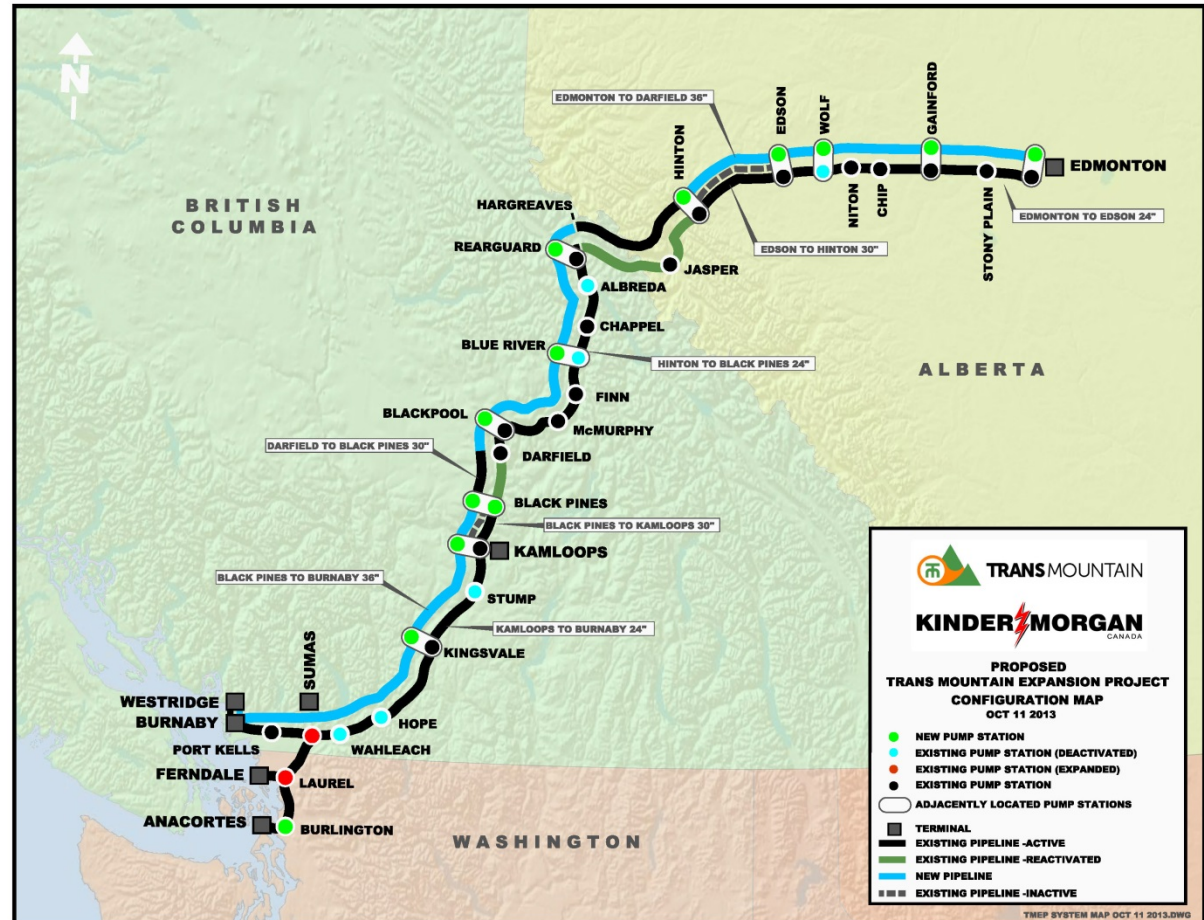 N
EDMONTON TO DARFIELD 36"
EDSON
WOLF
GAINFORD
HINTON
EDMONTON
NITON
CHIP
STONY PLAIN
EDMONTON TO EDSON 24"
BRITISH
COLUMBIA
HARGREAVES
REARGUARD
EDSON TO HINTON 30"
JASPER
ALBREDA
CHAPPEL
BLUE RIVER
HINTON TO BLACK PINES 24"
ALBERTA
FINN
BLACKPOOL
McMURPHY
DARFIELD TO BLACK PINES 30"
DARFIELD
BLACK PINES
BLACK PINES TO KAMLOOPS 30"
KAMLOOPS
BLACK PINES TO BURNABY 36"
STUMP
KAMLOOPS TO BURNABY 24"
KINGSVALE
SUMAS
WESTRIDGE
BURNABY
HOPE
PORT KELLS
WAHLEACH
FERNDALE
LAUREL
ANACORTES
BURLINGTON
WASHINGTON
TRANSMOUNTAIN
KINDER MORGAN
CANADA
PROPOSED
TRANS MOUNTAIN EXPANSION PROJECT
CONFIGURATION MAP
OCT 11 2013
NEW PUMP STATION
EXISTING PUMP STATION (DEACTIVATED)
EXISTING PUMP STATION (EXPANDED)
EXISTING PUMP STATION
ADJACENTLY LOCATED PUMP STATIONS
TERMINAL
EXISTING PIPELINE -ACTIVE
EXISTING PIPELINE -REACTIVATED
NEW PIPELINE
EXISTING PIPELINE -INACTIVE
TMEP SYSTEM MAP OCT 11 2013.DWG